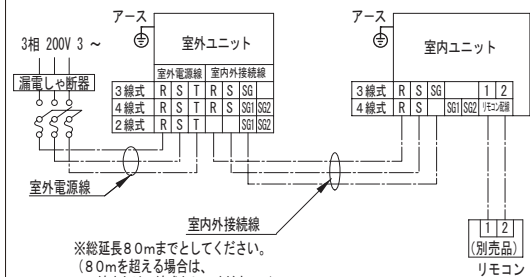 アース
3相 200V 3 ~
漏電しゃ断器
室外ユニット
室外電源線 室内外接続線
3線式 R S T R S SG
4線式 R S T R S SG1 SG2
2線式 R S T SG1 SG2
室外電源線
室内外接続線
アース
室内ユニット
3線式 R S SG 1 2
4線式 R S SG1 SG2 リモコン配線
1 2
(別売品)
リモコン
※総延長80mまでとしてください。
(80mを超える場合は、